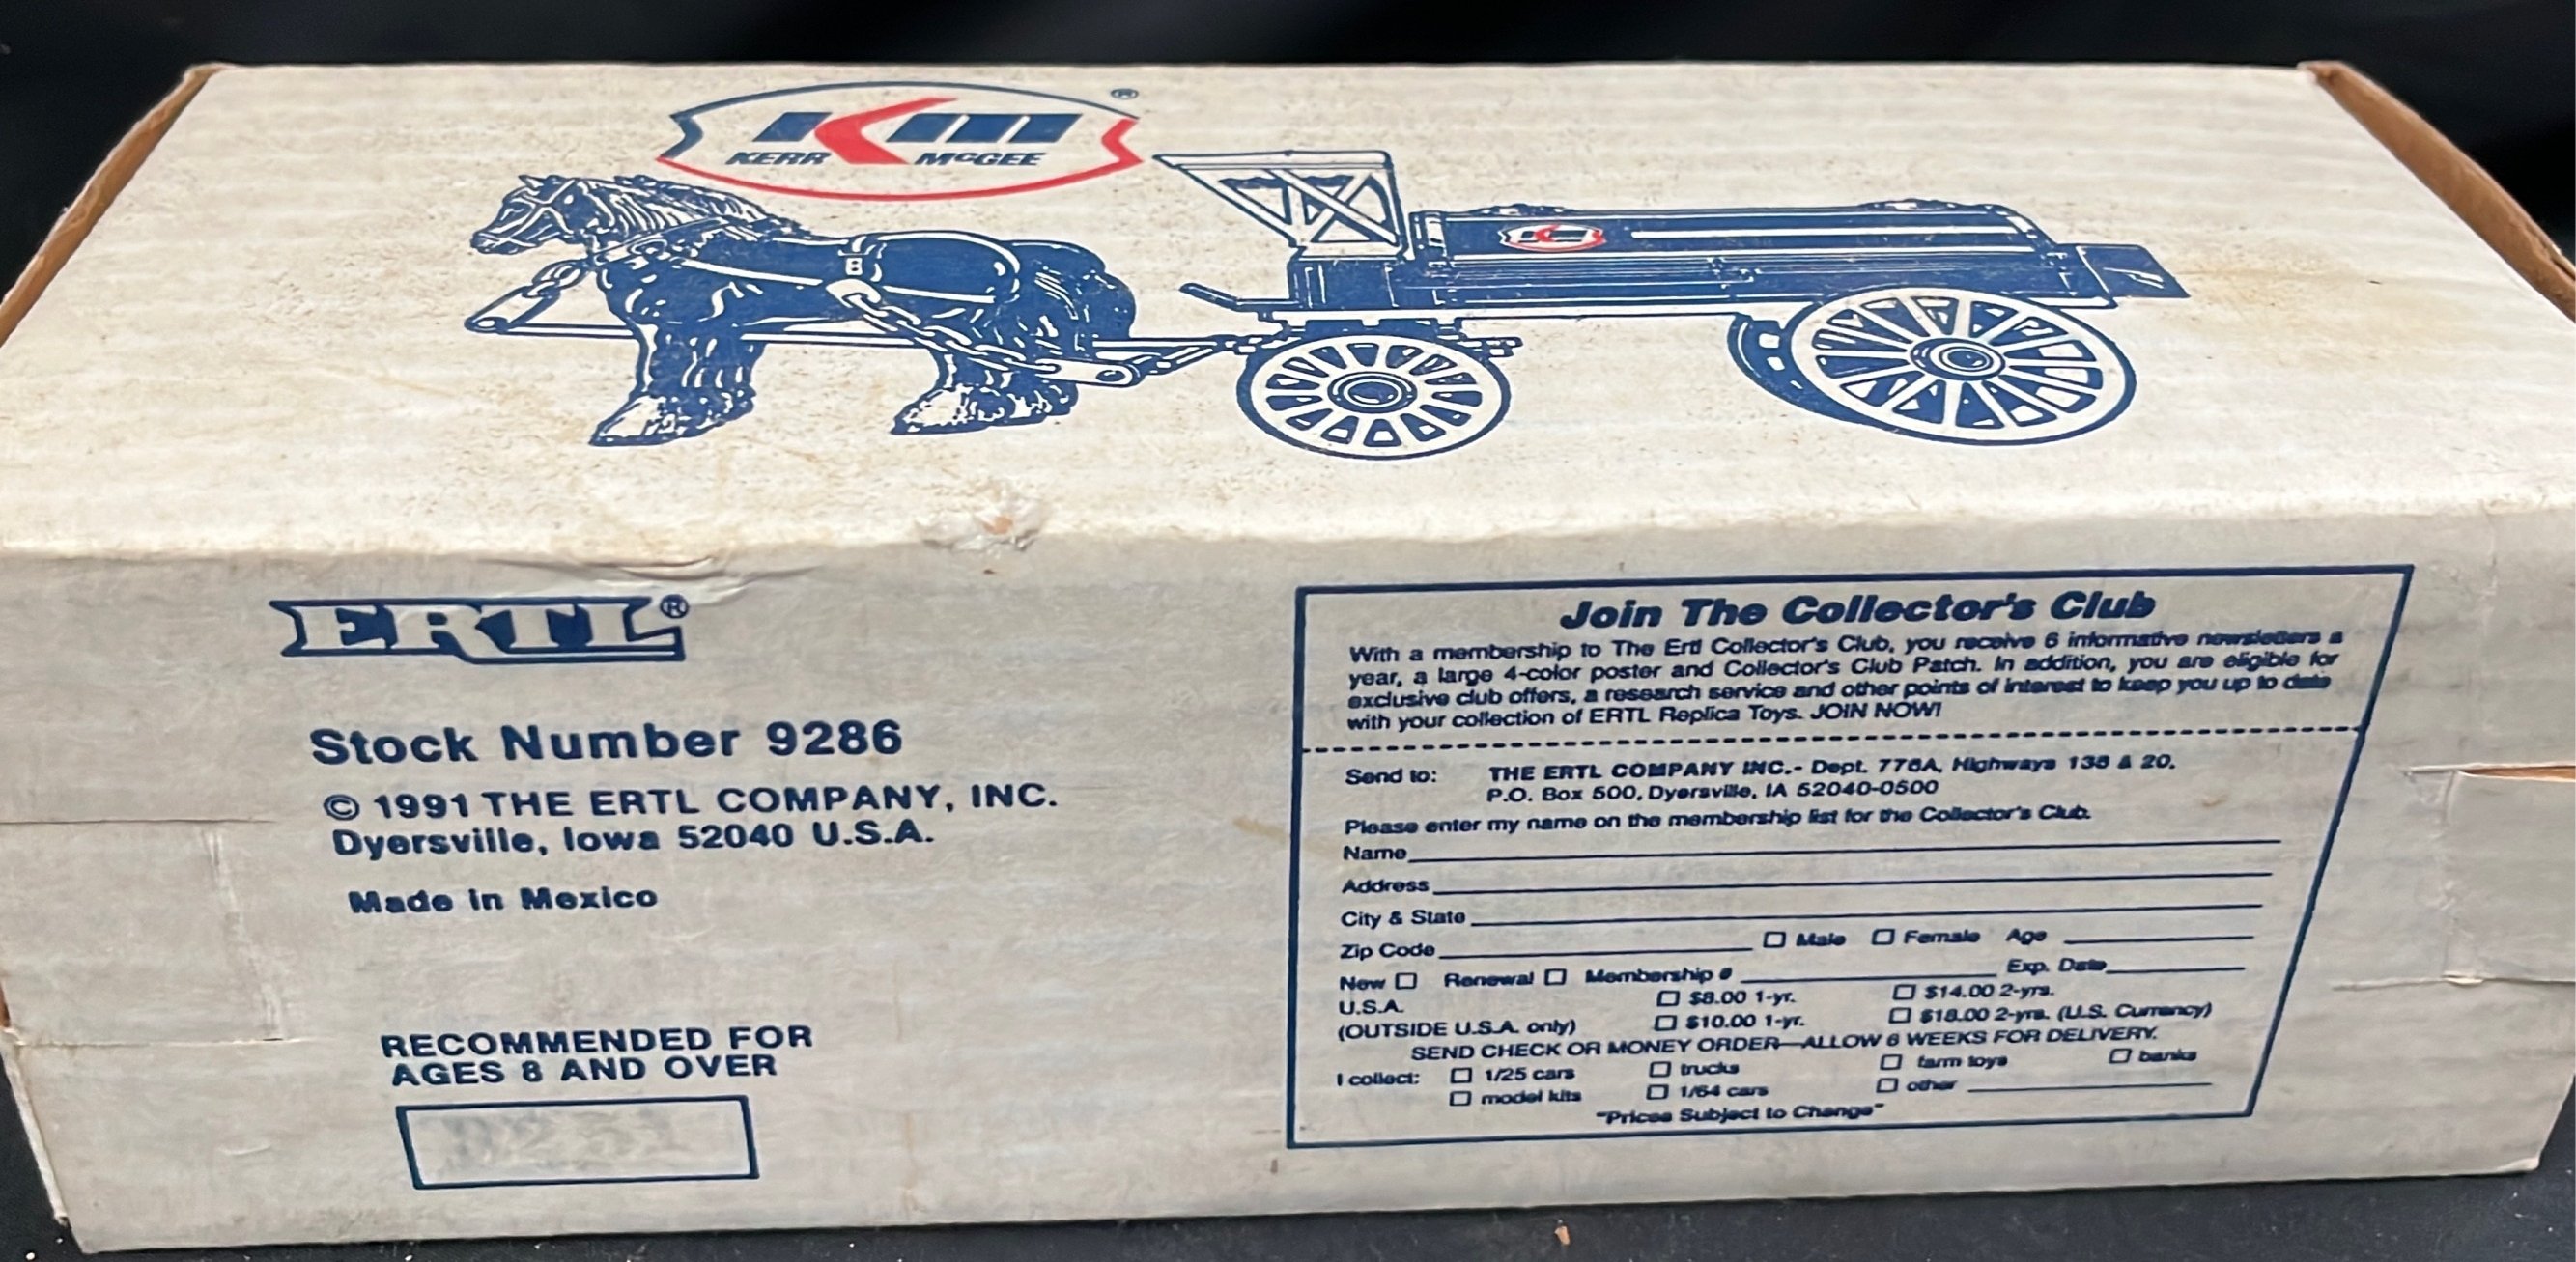 KM ®
KERR McGEE
KM
ERTL®
Stock Number 9286
© 1991 THE ERTL COMPANY, INC.
Dyersville, Iowa 52040 U.S.A.
Made in Mexico
RECOMMENDED FOR
AGES 8 AND OVER
Join The Collector's Club
With a membership to The Ertl Collector's Club, you receive 6 informative newsletters a
year, a large 4-color poster and Collector's Club Patch. In addition, you are eligible for
exclusive club offers, a research service and other points of interest to keep you up to date
with your collection of ERTL Replica Toys. JOIN NOW!
Send to: THE ERTL COMPANY INC.- Dept. 776A, Highways 136 & 20.
P.O. Box 500, Dyersville, IA 52040-0500
Please enter my name on the membership list for the Collector's Club.
Name
Address
City & State
Zip Code Male Female Age
New Renewal Membership # Exp. Date
U.S.A. $8.00 1-yr. $14.00 2-yrs.
(OUTSIDE U.S.A. only) $10.00 1-yr. $18.00 2-yrs. (U.S. Currency)
SEND CHECK OR MONEY ORDER—ALLOW 6 WEEKS FOR DELIVERY.
I collect: 1/25 cars trucks farm toys banks
model kits 1/64 cars other
"Prices Subject to Change"